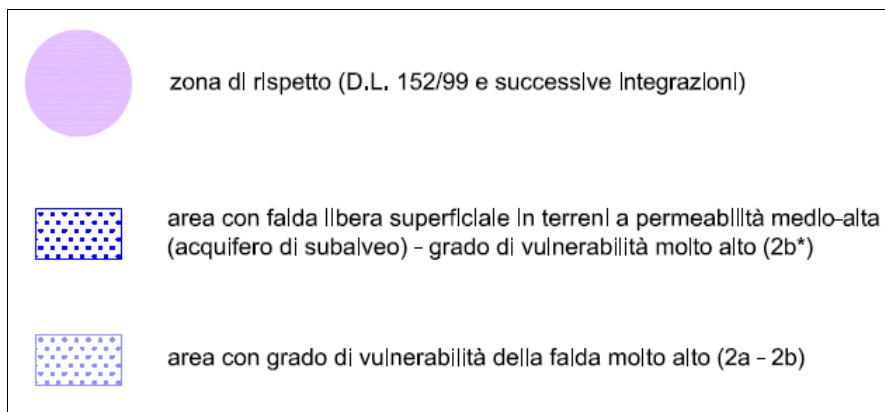 zona di rispetto (D.L. 152/99 e successive integrazioni)
area con falda libera superficiale in terreni a permeabilità medio-alta
(acquifero di subalveo) - grado di vulnerabilità molto alto (2b*)
area con grado di vulnerabilità della falda molto alto (2a - 2b)